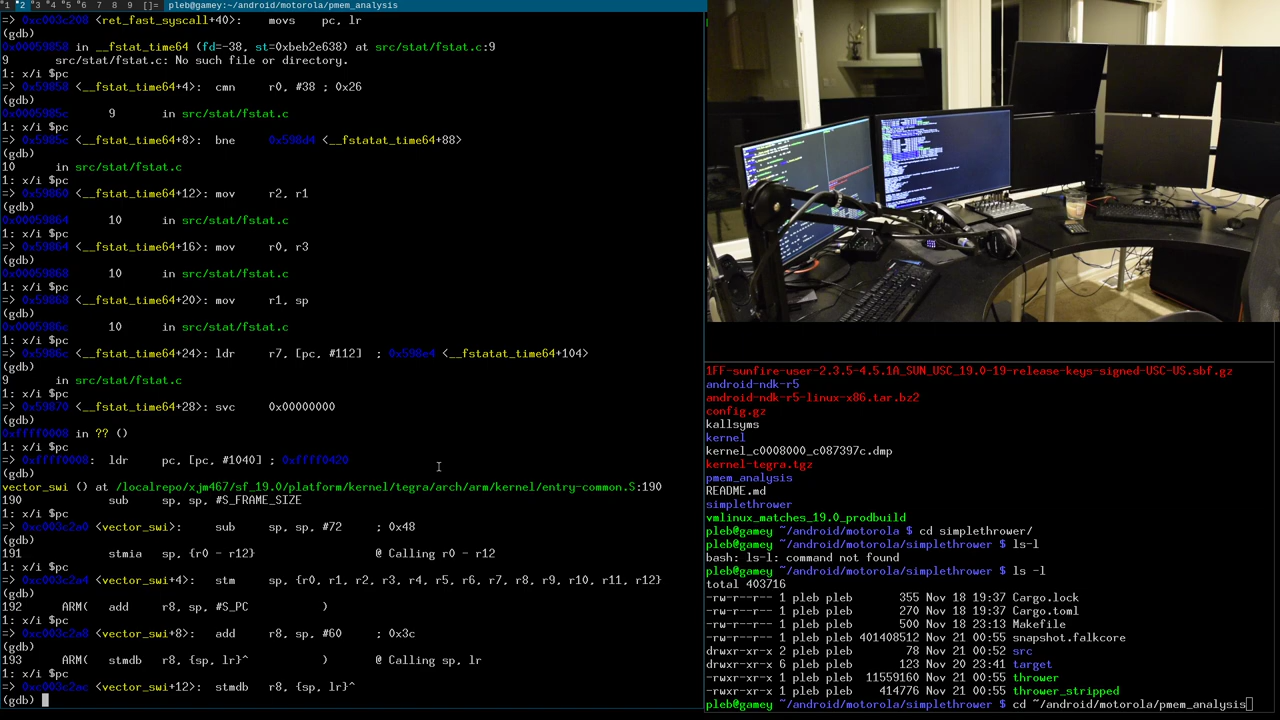 1 2 3 4 5 6 7 8 9 []= pleb@gamey:~/android/motorola/pmem_analysis
=> 0xc003c208 <ret_fast_syscall+40>: movs pc, lr
(gdb)
0x00059858 in __fstat_time64 (fd=-38, st=0xbeb2e638) at src/stat/fstat.c:9
9 src/stat/fstat.c: No such file or directory.
1: x/i $pc
=> 0x59858 <__fstat_time64+4>: cmn r0, #38 ; 0x26
(gdb)
0x0005985c 9 in src/stat/fstat.c
1: x/i $pc
=> 0x5985c <__fstat_time64+8>: bne 0x598d4 <__fstatat_time64+88>
(gdb)
10 in src/stat/fstat.c
1: x/i $pc
=> 0x59860 <__fstat_time64+12>: mov r2, r1
(gdb)
0x00059864 10 in src/stat/fstat.c
1: x/i $pc
=> 0x59864 <__fstat_time64+16>: mov r0, r3
(gdb)
0x00059868 10 in src/stat/fstat.c
1: x/i $pc
=> 0x59868 <__fstat_time64+20>: mov r1, sp
(gdb)
0x0005986c 10 in src/stat/fstat.c
1: x/i $pc
=> 0x5986c <__fstat_time64+24>: ldr r7, [pc, #112] ; 0x598e4 <__fstatat_time64+104>
(gdb)
9 in src/stat/fstat.c
1: x/i $pc
=> 0x59870 <__fstat_time64+28>: svc 0x00000000
(gdb)
0xffff0008 in ?? ()
1: x/i $pc
=> 0xffff0008: ldr pc, [pc, #1040] ; 0xffff0420
(gdb)
vector_swi () at /localrepo/xjm467/sf_19.0/platform/kernel/tegra/arch/arm/kernel/entry-common.S:190
190 sub sp, sp, #S_FRAME_SIZE
1: x/i $pc
=> 0xc003c2a0 <vector_swi>: sub sp, sp, #72 ; 0x48
(gdb)
191 stmia sp, {r0 - r12} @ Calling r0 - r12
1: x/i $pc
=> 0xc003c2a4 <vector_swi+4>: stm sp, {r0, r1, r2, r3, r4, r5, r6, r7, r8, r9, r10, r11, r12}
(gdb)
192 ARM( add r8, sp, #S_PC )
1: x/i $pc
=> 0xc003c2a8 <vector_swi+8>: add r8, sp, #60 ; 0x3c
(gdb)
193 ARM( stmdb r8, {sp, lr}^ ) @ Calling sp, lr
1: x/i $pc
=> 0xc003c2ac <vector_swi+12>: stmdb r8, {sp, lr}^
(gdb)
1FF-sunfire-user-2.3.5-4.5.1A_SUN_USC_19.0-19-release-keys-signed-USC-US.sbf.gz
android-ndk-r5
android-ndk-r5-linux-x86.tar.bz2
config.gz
kallsyms
kernel
kernel_c0008000_c087397c.dmp
kernel-tegra.tgz
pmem_analysis
README.md
simplethrower
vmlinux_matches_19.0_prodbuild
pleb@gamey ~/android/motorola $ cd simplethrower/
pleb@gamey ~/android/motorola/simplethrower $ ls-l
bash: ls-l: command not found
pleb@gamey ~/android/motorola/simplethrower $ ls -l
total 403716
-rw-r--r-- 1 pleb pleb 355 Nov 18 19:37 Cargo.lock
-rw-r--r-- 1 pleb pleb 270 Nov 18 19:37 Cargo.toml
-rw-r--r-- 1 pleb pleb 500 Nov 18 23:13 Makefile
-rw-r--r-- 1 pleb pleb 401408512 Nov 21 00:55 snapshot.falkcore
drwxr-xr-x 2 pleb pleb 78 Nov 21 00:52 src
drwxr-xr-x 6 pleb pleb 123 Nov 20 23:41 target
-rwxr-xr-x 1 pleb pleb 11559160 Nov 21 00:55 thrower
-rwxr-xr-x 1 pleb pleb 414776 Nov 21 00:55 thrower_stripped
pleb@gamey ~/android/motorola/simplethrower $ cd ~/android/motorola/pmem_analysis